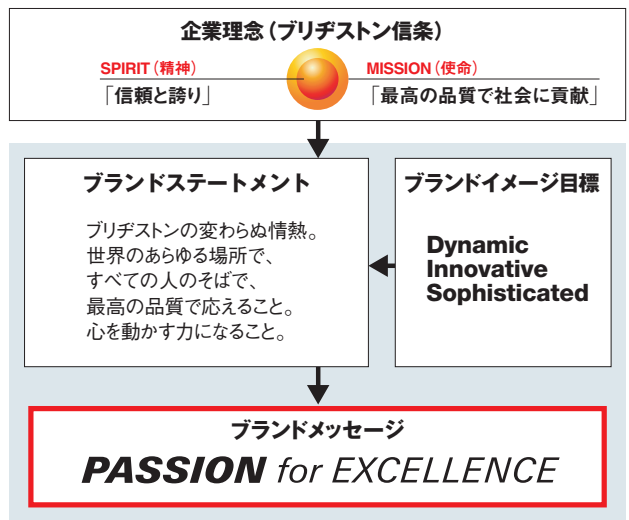 企業理念（ブリヂストン信条）
SPIRIT（精神）
「信頼と誇り」
MISSION（使命）
「最高の品質で社会に貢献」
ブランドステートメント
ブリヂストンの変わらぬ情熱。
世界のあらゆる場所で、
すべての人のそばで、
最高の品質で応えること。
心を動かす力になること。
ブランドイメージ目標
Dynamic
Innovative
Sophisticated
ブランドメッセージ
PASSION for EXCELLENCE